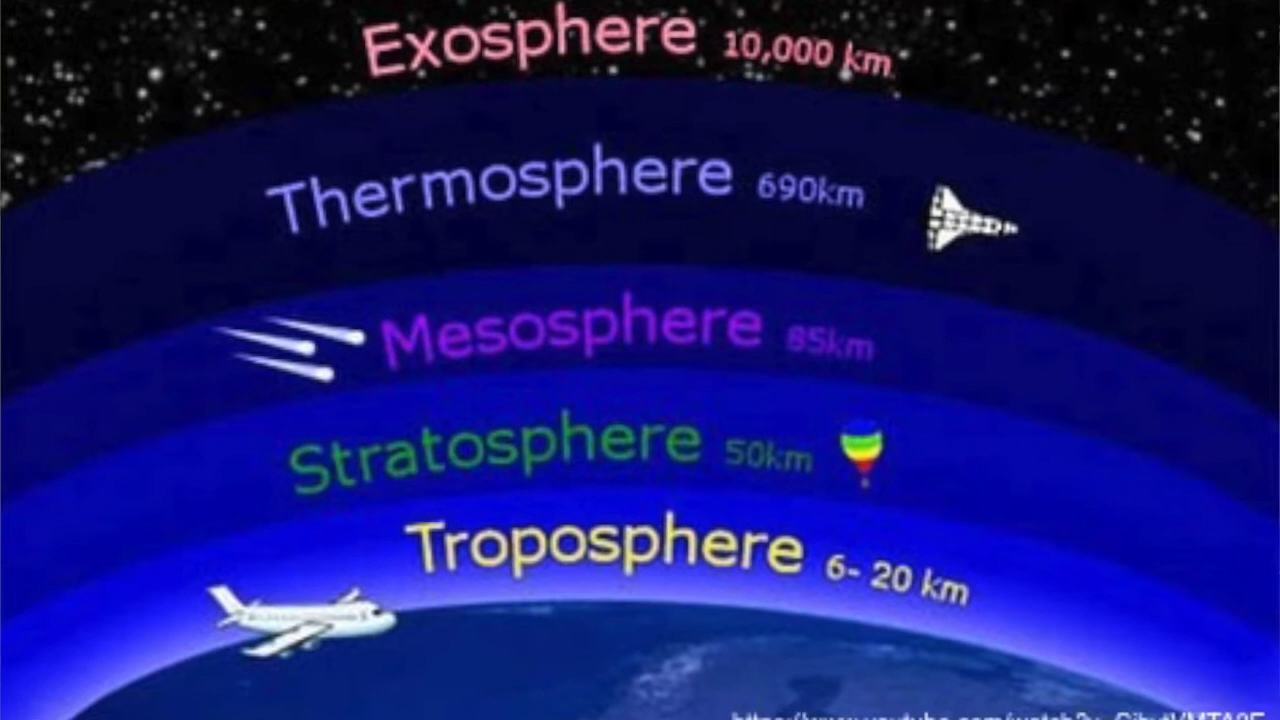 Exosphere 10,000 km
Thermosphere 690km
Mesosphere 85km
Stratosphere 50km
Troposphere 6- 20 km